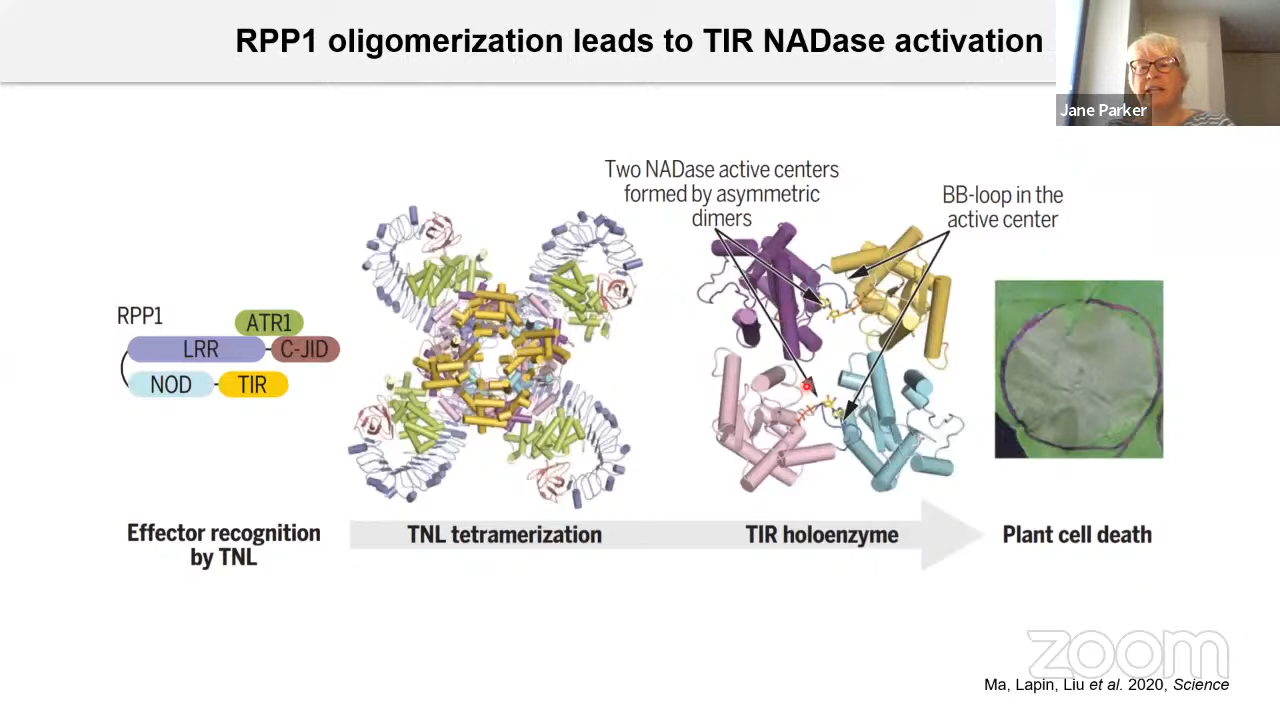 RPP1 oligomerization leads to TIR NADase activation
Jane Parker
Two NADase active centers
formed by asymmetric
dimers
BB-loop in the
active center
RPP1
ATR1
LRR
C-JID
NOD
TIR
Effector recognition
by TNL
TNL tetramerization
TIR holoenzyme
Plant cell death
zoom
Ma, Lapin, Liu et al. 2020, Science